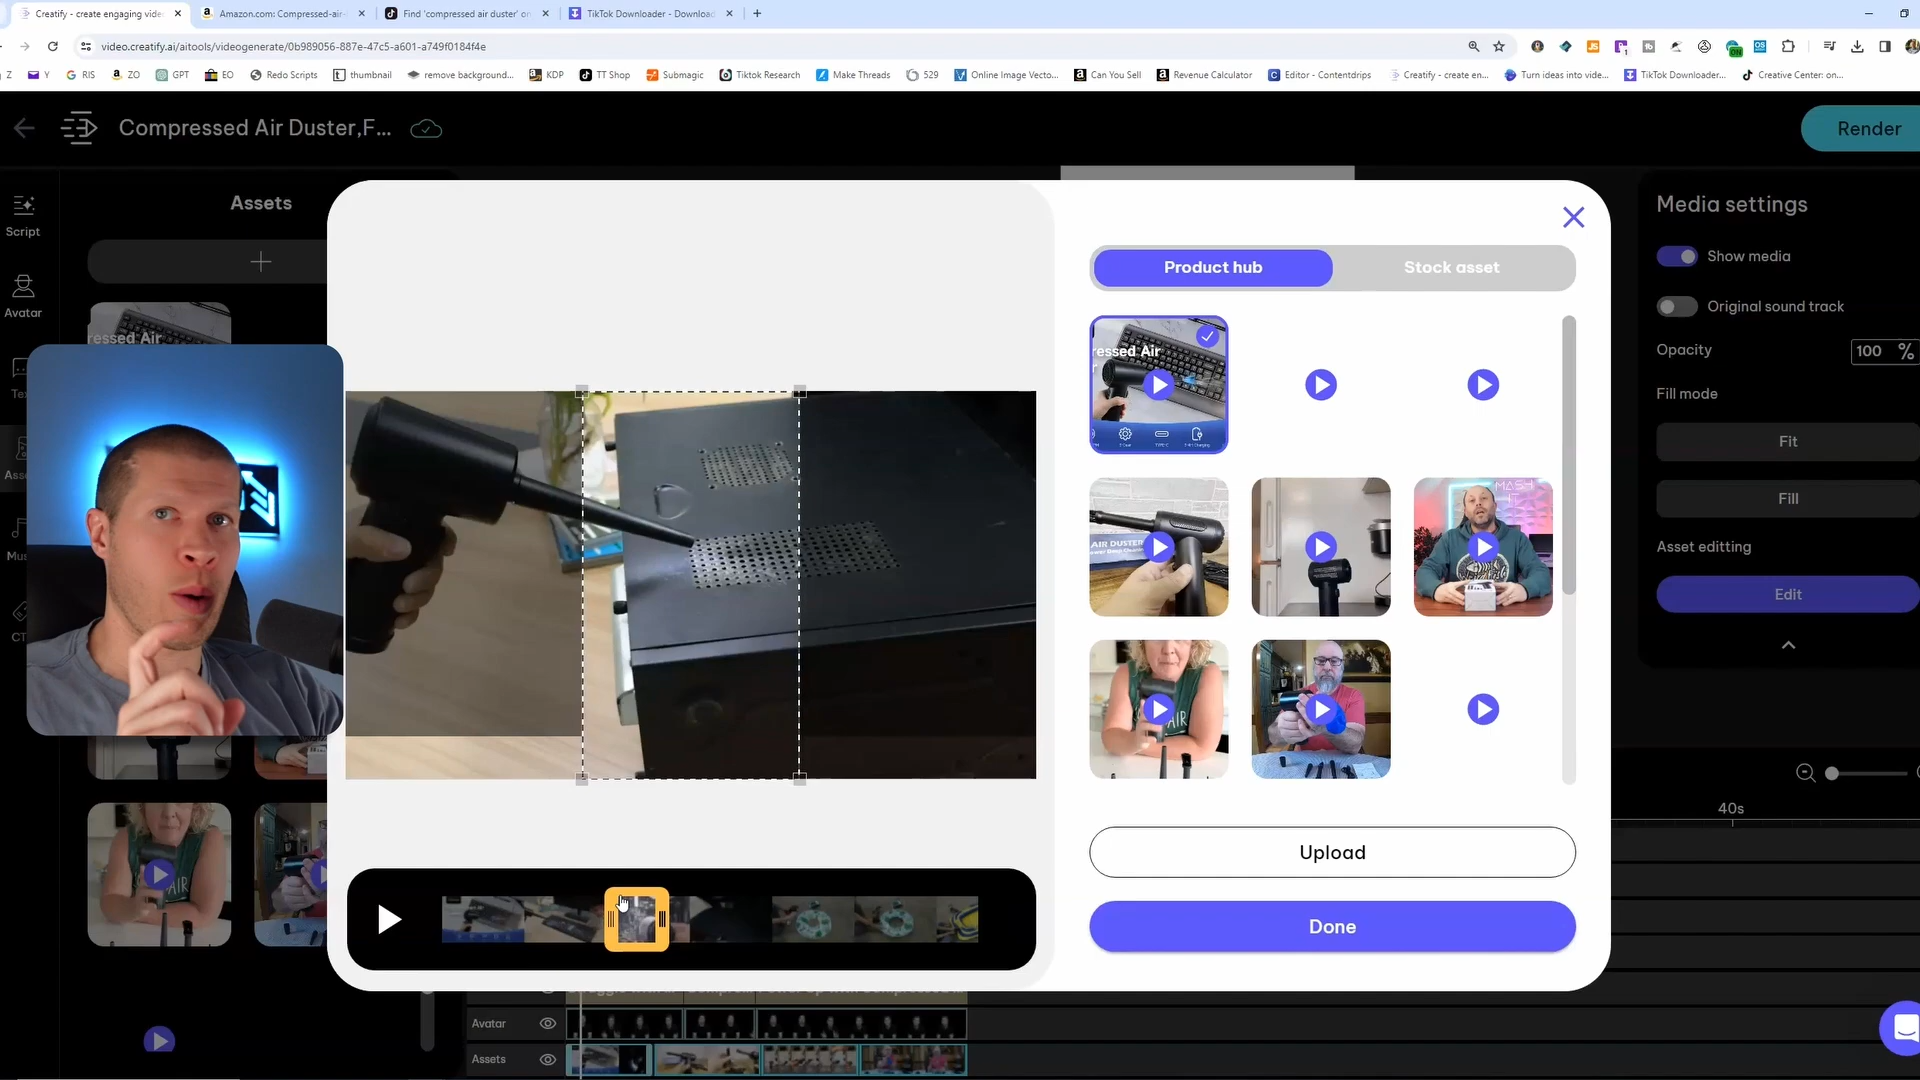 Creatify - create engaging vide
Amazon.com: Compressed-air-
Find 'compressed air duster' on
TikTok Downloader - Download
video.creatify.ai/aitools/videogenerate/0b989056-887e-47c5-a601-a749f0184f4e
Z
Y
RIS
ZO
GPT
EO
Redo Scripts
thumbnail
remove background...
KDP
TT Shop
Submagic
Tiktok Research
Make Threads
529
Online Image Vecto...
Can You Sell
Revenue Calculator
Editor - Contentdrips
Creatify - create en...
Turn ideas into vide...
TikTok Downloader...
Creative Center: on...
Compressed Air Duster,F...
Render
Script
Avatar
Assets
ressed Air
Product hub
Stock asset
ressed Air
AIR DUSTER
MASH
IT
Upload
Done
Media settings
Show media
Original sound track
Opacity
100 %
Fill mode
Fit
Fill
Asset editing
Edit
40s
Avatar
Assets